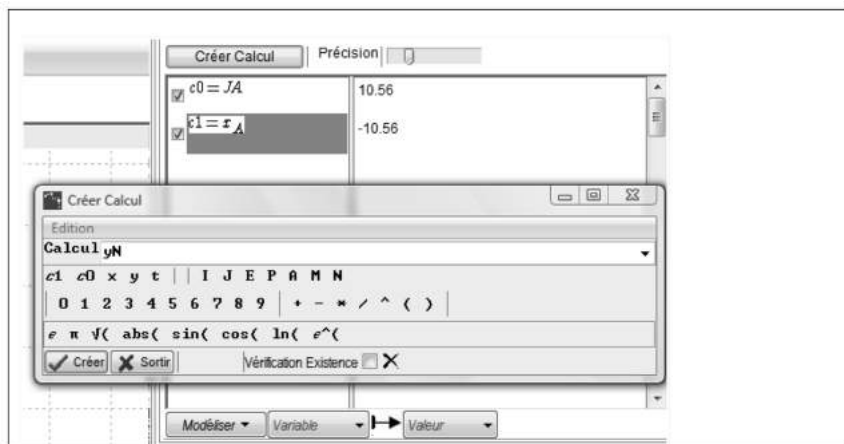 Créer Calcul Précision
c0 = JA 10.56
c1 = x A -10.56
Créer Calcul
Edition
Calcul yN
c1 c0 x y t | | I J E P A M N
0 1 2 3 4 5 6 7 8 9 + - * / ^ ( )
e π √( abs( sin( cos( ln( e^(
Créer Sortir Vérification Existence
Modéliser Variable Valeur